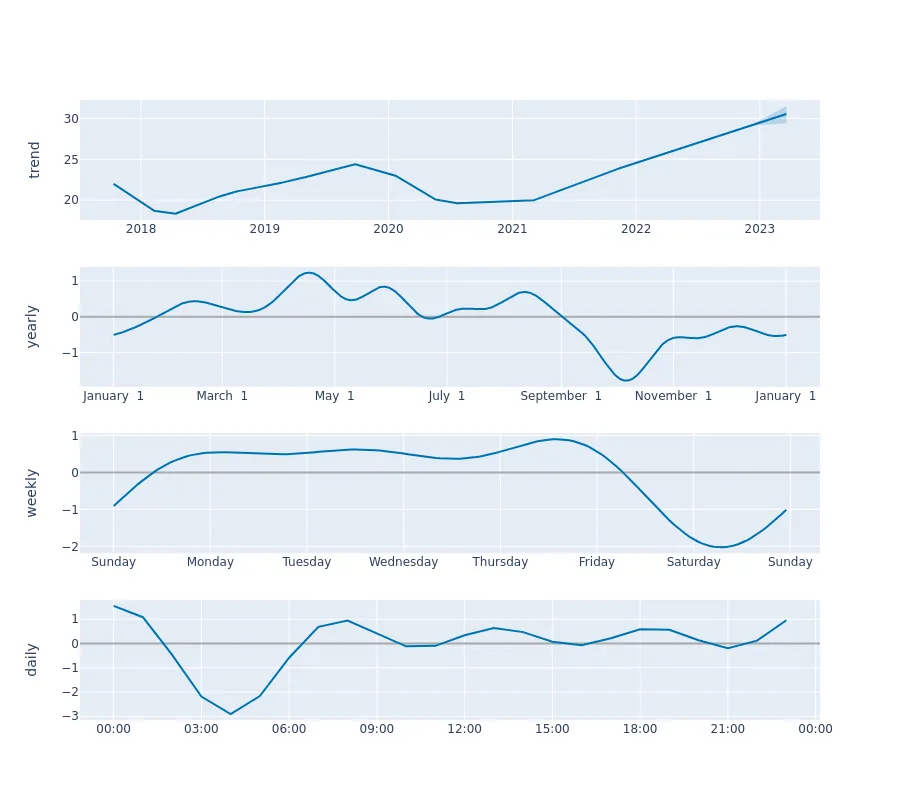 trend
30
25
20
2018 2019 2020 2021 2022 2023
yearly
1
0
−1
January 1 March 1 May 1 July 1 September 1 November 1 January 1
weekly
1
0
−1
−2
Sunday Monday Tuesday Wednesday Thursday Friday Saturday Sunday
daily
1
0
−1
−2
−3
00:00 03:00 06:00 09:00 12:00 15:00 18:00 21:00 00:00